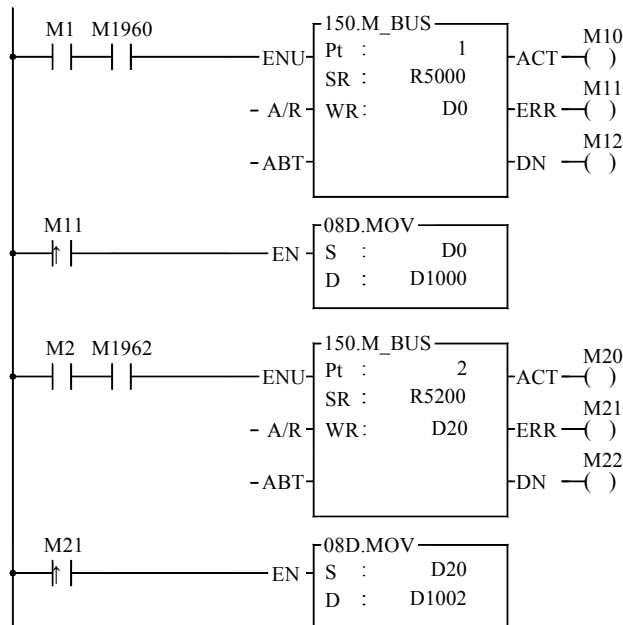 150.M_BUS
M1 M1960 M10
ENU Pt : 1 ACT ( )
SR : R5000 M11
A/R WR : D0 ERR ( )
M12
ABT DN ( )
M11 08D.MOV
↑ EN S : D0
D : D1000
M2 M1962 150.M_BUS M20
ENU Pt : 2 ACT ( )
SR : R5200 M21
A/R WR : D20 ERR ( )
M22
ABT DN ( )
M21 08D.MOV
↑ EN S : D20
D : D1002